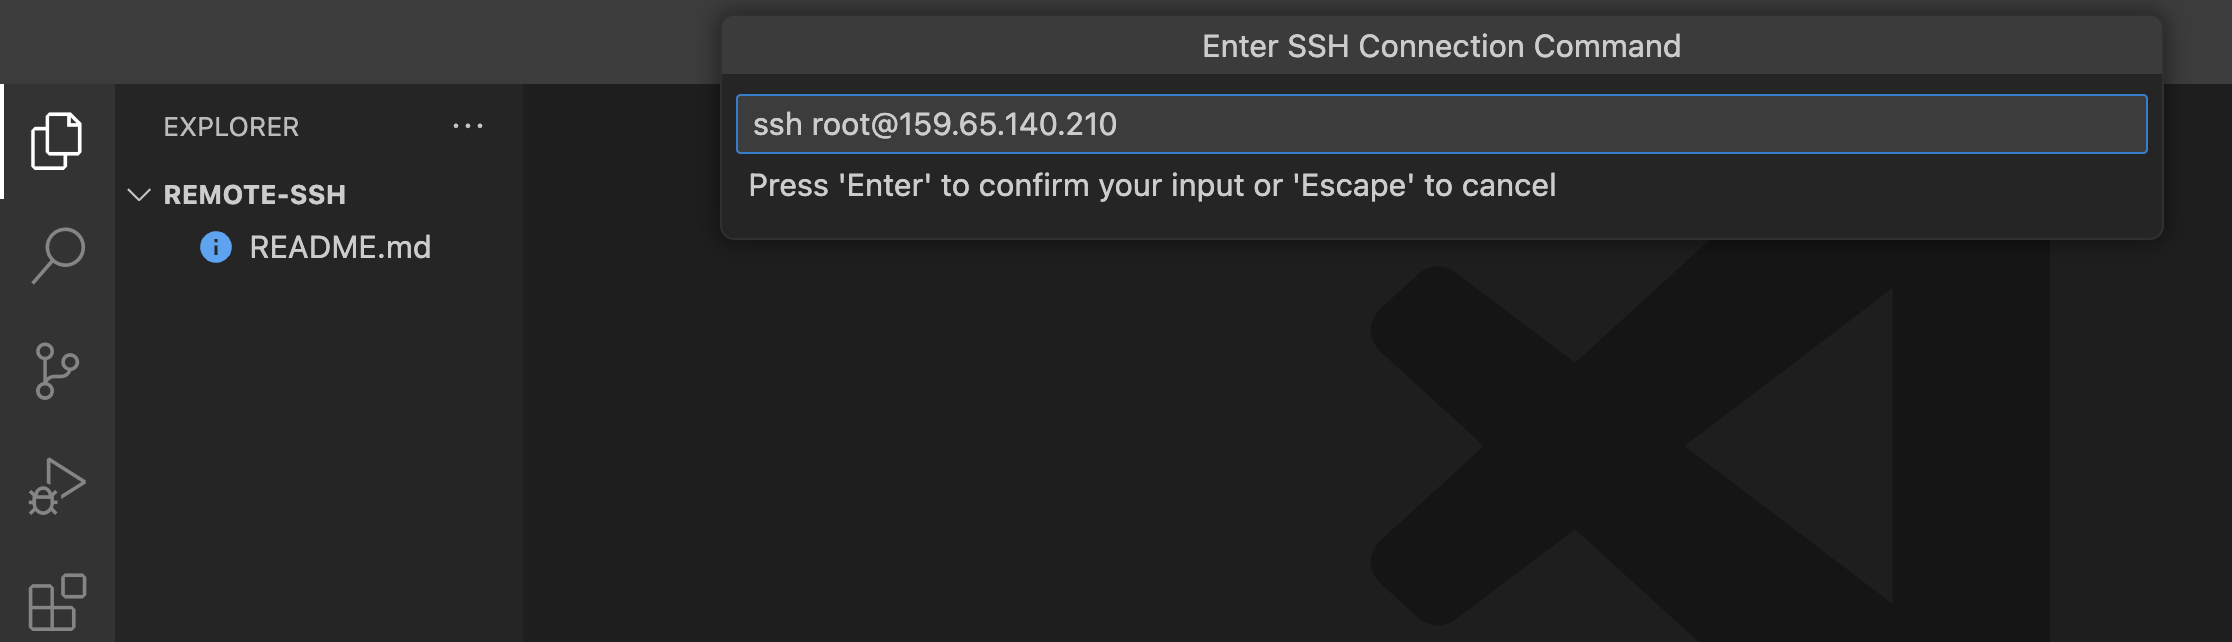 Enter SSH Connection Command
ssh root@159.65.140.210
Press 'Enter' to confirm your input or 'Escape' to cancel
EXPLORER
REMOTE-SSH
README.md